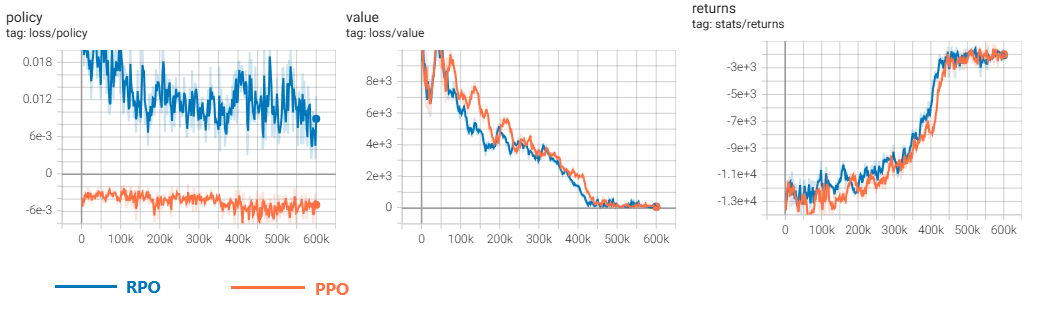 policy
tag: loss/policy
0.018
0.012
6e-3
0
-6e-3
0 100k 200k 300k 400k 500k 600k
value
tag: loss/value
8e+3
6e+3
4e+3
2e+3
0
0 100k 200k 300k 400k 500k 600k
returns
tag: stats/returns
-3e+3
-5e+3
-7e+3
-9e+3
-1.1e+4
-1.3e+4
0 100k 200k 300k 400k 500k 600k
RPO PPO